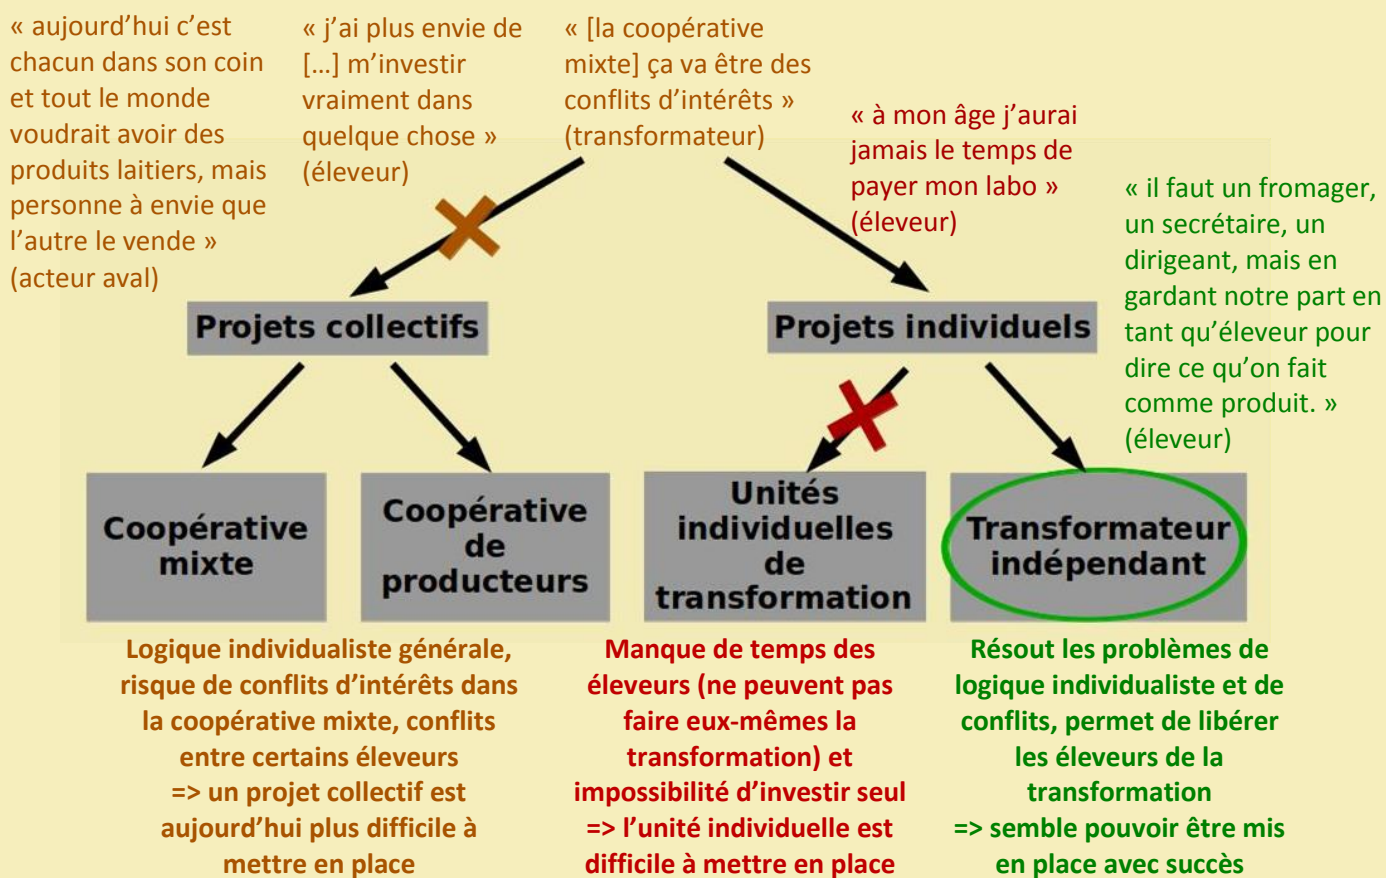 « aujourd’hui c’est
chacun dans son coin
et tout le monde
voudrait avoir des
produits laitiers, mais
personne à envie que
l’autre le vende »
(acteur aval)
« j’ai plus envie de
[…] m’investir
vraiment dans
quelque chose »
(éleveur)
« [la coopérative
mixte] ça va être des
conflits d’intérêts »
(transformateur)
« à mon âge j’aurai
jamais le temps de
payer mon labo »
(éleveur)
« il faut un fromager,
un secrétaire, un
dirigeant, mais en
gardant notre part en
tant qu’éleveur pour
dire ce qu’on fait
comme produit. »
(éleveur)
Projets collectifs
Projets individuels
Coopérative
mixte
Coopérative
de
producteurs
Unités
individuelles
de
transformation
Transformateur
indépendant
Logique individualiste générale,
risque de conflits d’intérêts dans
la coopérative mixte, conflits
entre certains éleveurs
=> un projet collectif est
aujourd’hui plus difficile à
mettre en place
Manque de temps des
éleveurs (ne peuvent pas
faire eux-mêmes la
transformation) et
impossibilité d’investir seul
=> l’unité individuelle est
difficile à mettre en place
Résout les problèmes de
logique individualiste et de
conflits, permet de libérer
les éleveurs de la
transformation
=> semble pouvoir être mis
en place avec succès